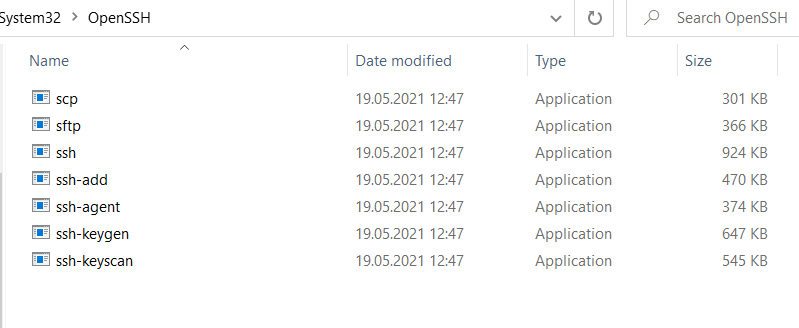 System32 > OpenSSH Search OpenSSH
Name Date modified Type Size
scp 19.05.2021 12:47 Application 301 KB
sftp 19.05.2021 12:47 Application 366 KB
ssh 19.05.2021 12:47 Application 924 KB
ssh-add 19.05.2021 12:47 Application 470 KB
ssh-agent 19.05.2021 12:47 Application 374 KB
ssh-keygen 19.05.2021 12:47 Application 647 KB
ssh-keyscan 19.05.2021 12:47 Application 545 KB